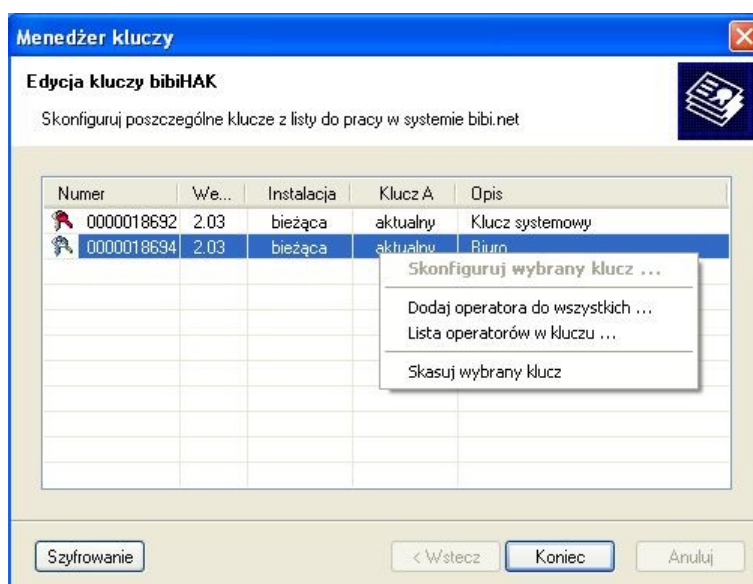 Menedżer kluczy
Edycja kluczy bibiHAK
Skonfiguruj poszczególne klucze z listy do pracy w systemie bibi.net
Numer We... Instalacja Klucz A Opis
0000018692 2.03 bieżąca aktualny Klucz systemowy
0000018694 2.03 bieżąca aktualny Biuro
Skonfiguruj wybrany klucz ...
Dodaj operatora do wszystkich ...
Lista operatorów w kluczu ...
Skasuj wybrany klucz
Szyfrowanie < Wstecz Koniec Anuluj